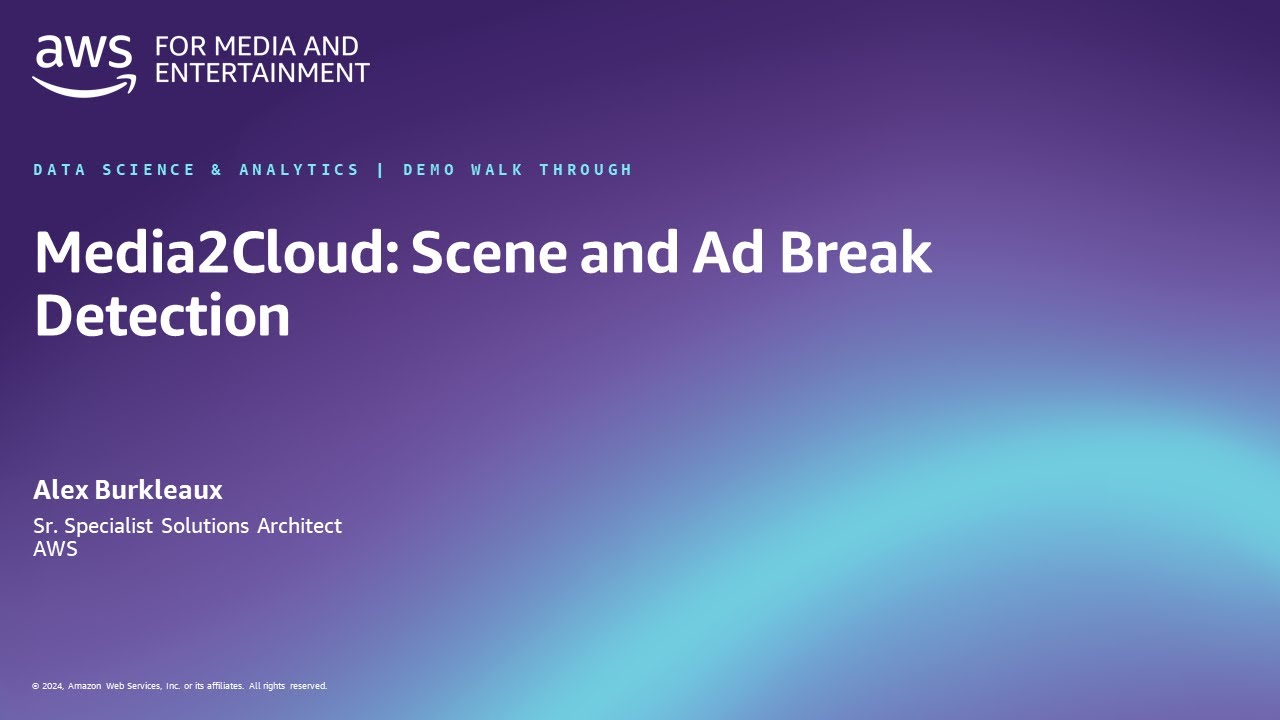 aws
FOR MEDIA AND
ENTERTAINMENT
DATA SCIENCE & ANALYTICS | DEMO WALK THROUGH
Media2Cloud: Scene and Ad Break
Detection
Alex Burkleaux
Sr. Specialist Solutions Architect
AWS
© 2024, Amazon Web Services, Inc. or its affiliates. All rights reserved.